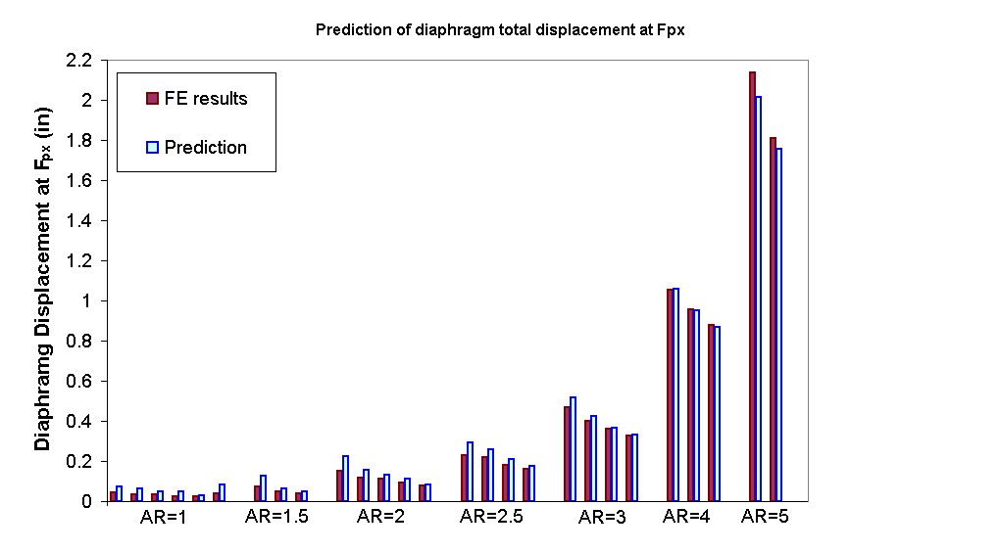 Prediction of diaphragm total displacement at Fpx
Diaphramg Displacement at Fpx (in)
2.2
2
1.8
1.6
1.4
1.2
1
0.8
0.6
0.4
0.2
0
FE results
Prediction
AR=1 AR=1.5 AR=2 AR=2.5 AR=3 AR=4 AR=5